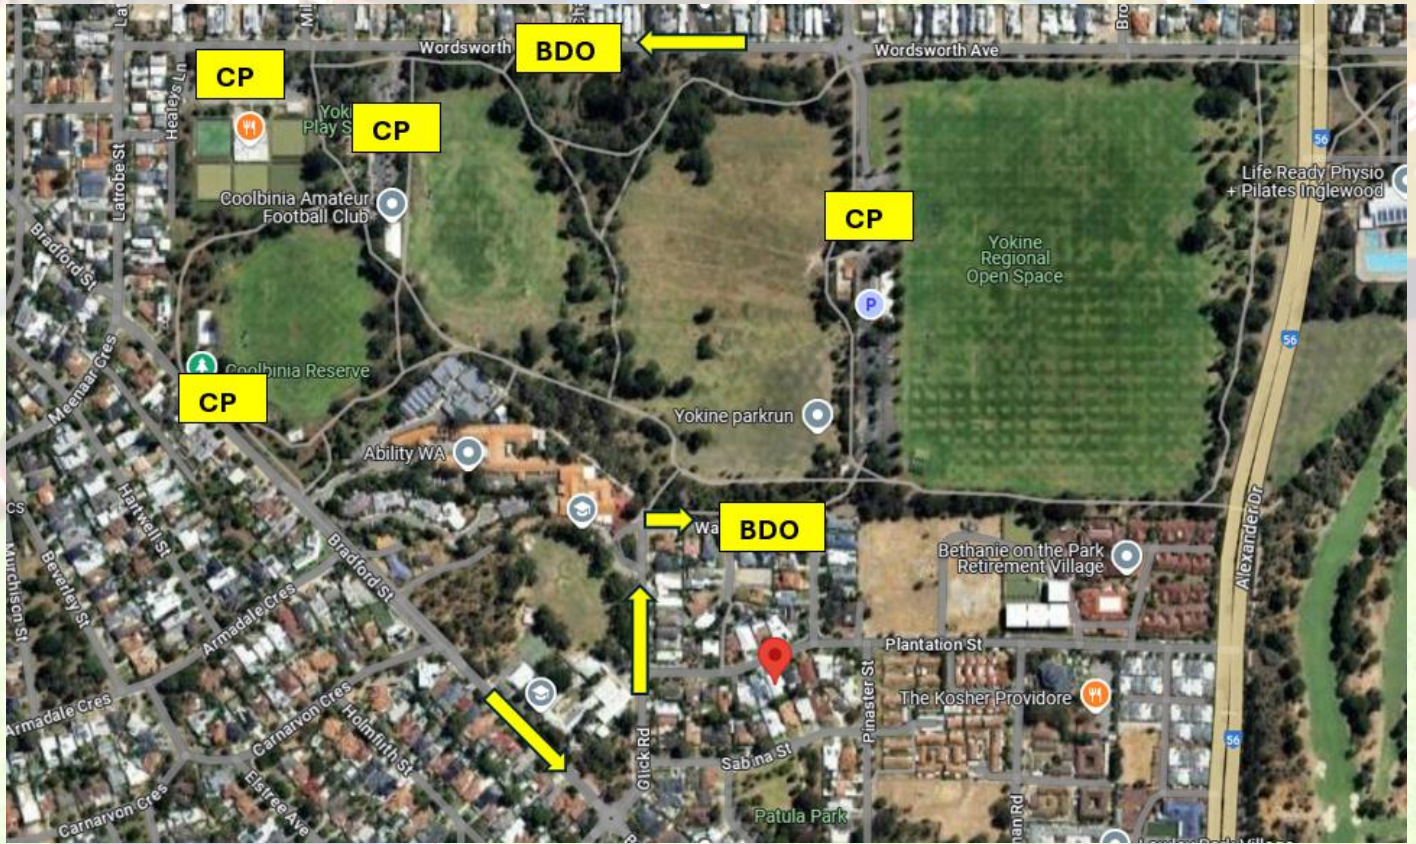 Wordsworth
BDO
Wordsworth Ave
CP
Healeys Ln
CP
56
Life Ready Physio
+ Pilates Inglewood
Latrobe St
Coolbinia Amateur
Football Club
CP
Yokine
Regional
Open Space
Bradford St
P
56
Meenaar Cres
Coolbinia Reserve
CP
Yokine parkrun
Ability WA
Hartwell St
BDO
Alexander Dr
Bradford St
Bethanie on the Park
Retirement Village
Murchison St
Beverley St
Armadale Cres
Plantation St
The Kosher Providore
Armadale Cres
Carnarvon Cres
Holmfirth St
Glick Rd
Sabina St
Pinaster St
56
Elstree Ave
Carnarvon Cres
Patula Park